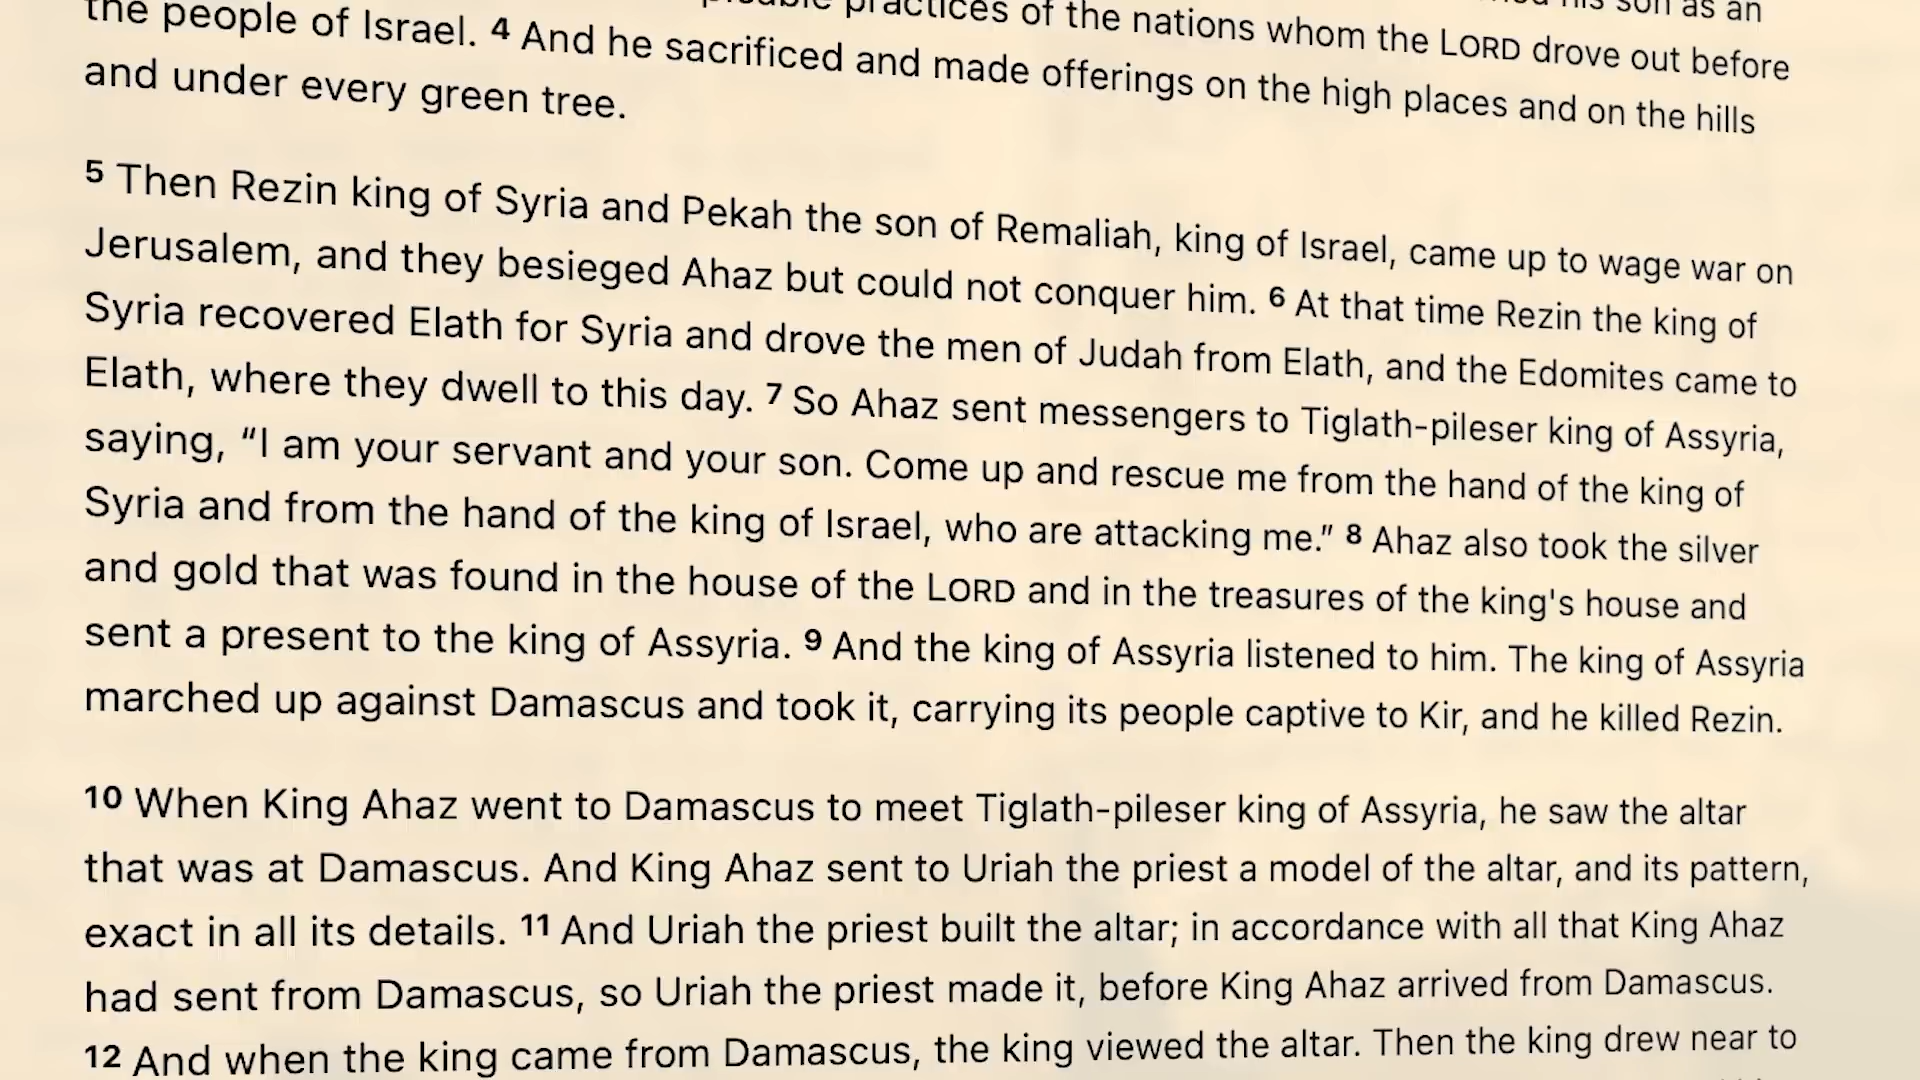 practices of the nations whom the LORD drove out before
the people of Israel. 4 And he sacrificed and made offerings on the high places and on the hills
and under every green tree.
5 Then Rezin king of Syria and Pekah the son of Remaliah, king of Israel, came up to wage war on
Jerusalem, and they besieged Ahaz but could not conquer him. 6 At that time Rezin the king of
Syria recovered Elath for Syria and drove the men of Judah from Elath, and the Edomites came to
Elath, where they dwell to this day. 7 So Ahaz sent messengers to Tiglath-pileser king of Assyria,
saying, “I am your servant and your son. Come up and rescue me from the hand of the king of
Syria and from the hand of the king of Israel, who are attacking me.” 8 Ahaz also took the silver
and gold that was found in the house of the LORD and in the treasures of the king's house and
sent a present to the king of Assyria. 9 And the king of Assyria listened to him. The king of Assyria
marched up against Damascus and took it, carrying its people captive to Kir, and he killed Rezin.
10 When King Ahaz went to Damascus to meet Tiglath-pileser king of Assyria, he saw the altar
that was at Damascus. And King Ahaz sent to Uriah the priest a model of the altar, and its pattern,
exact in all its details. 11 And Uriah the priest built the altar; in accordance with all that King Ahaz
had sent from Damascus, so Uriah the priest made it, before King Ahaz arrived from Damascus.
12 And when the king came from Damascus, the king viewed the altar. Then the king drew near to